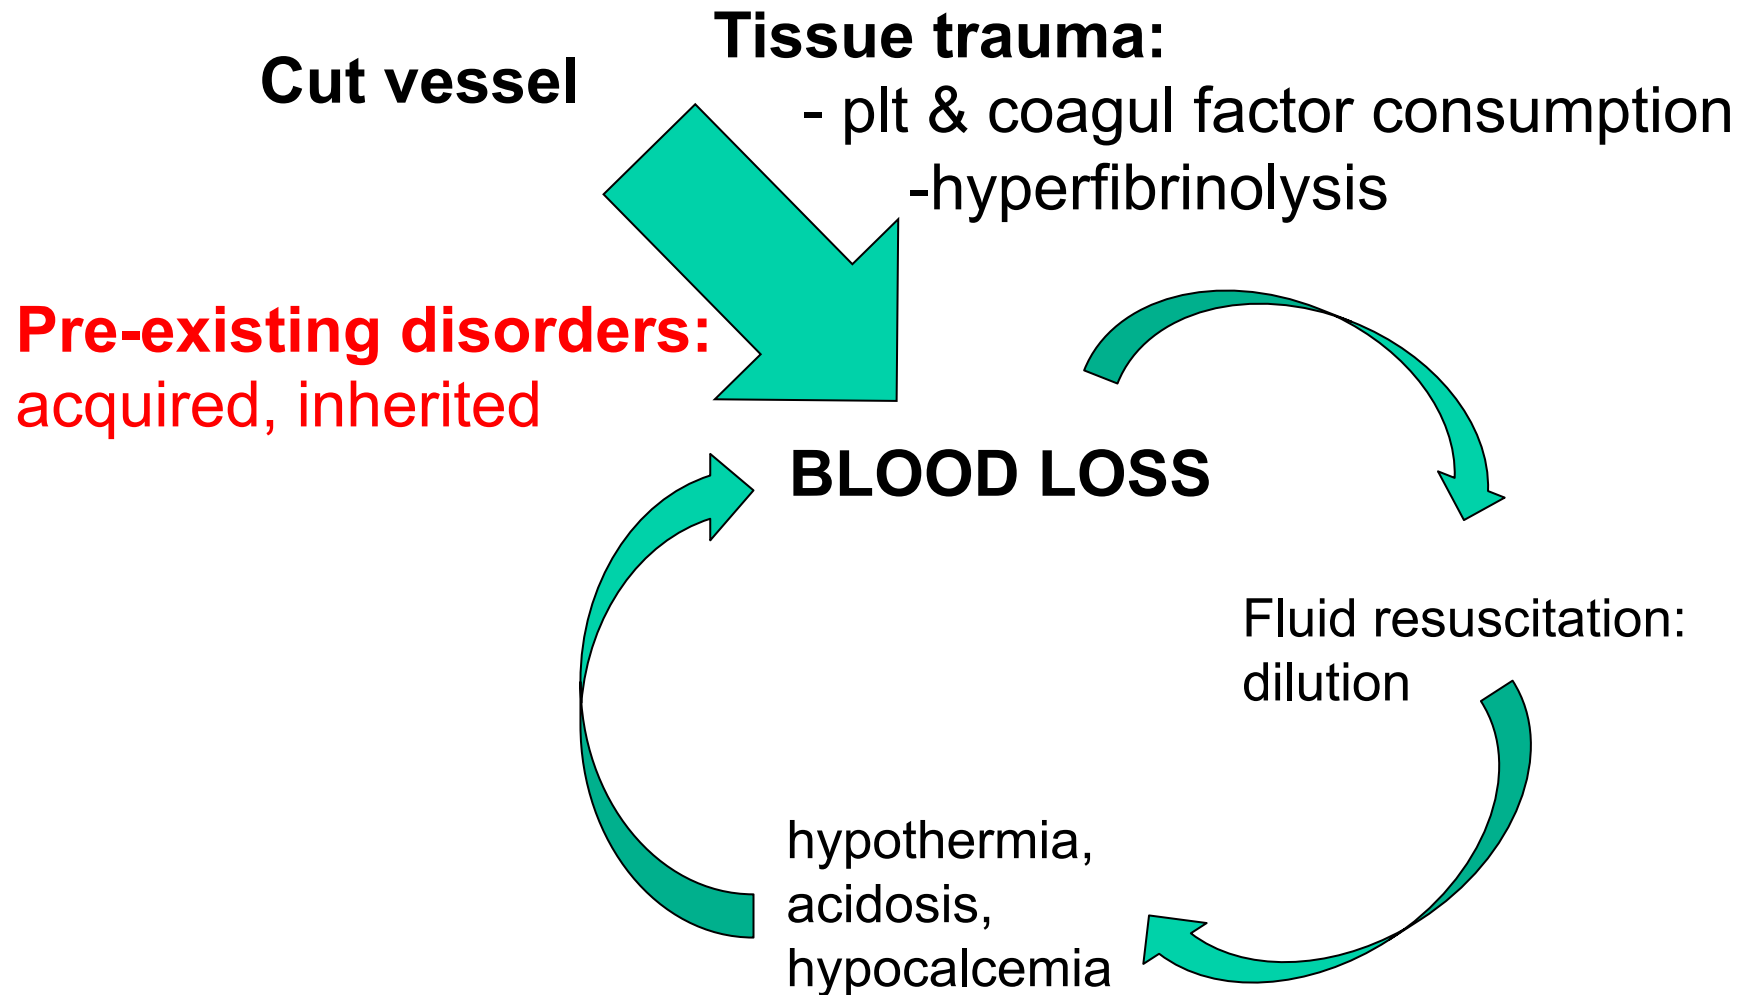 Cut vessel
Tissue trauma:
- plt & coagul factor consumption
-hyperfibrinolysis
Pre-existing disorders:
acquired, inherited
BLOOD LOSS
Fluid resuscitation:
dilution
hypothermia,
acidosis,
hypocalcemia